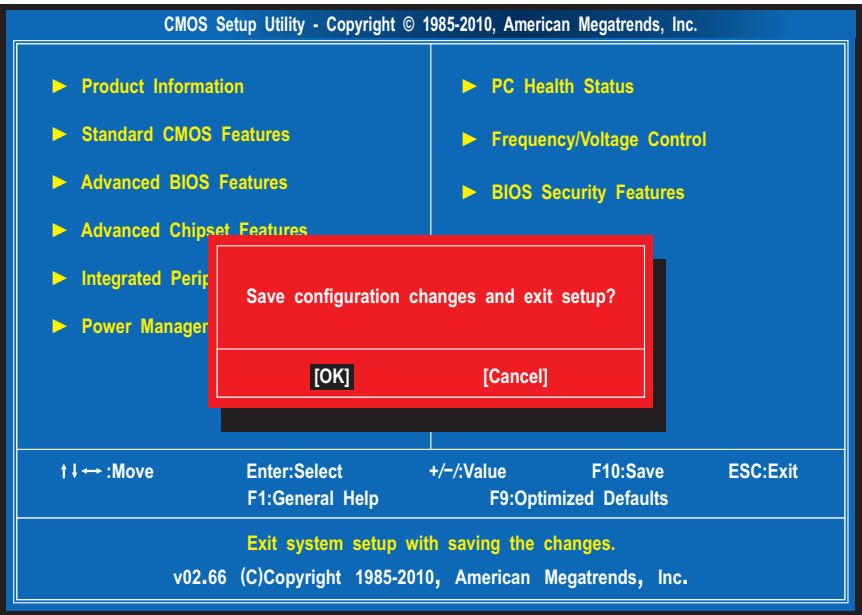 CMOS Setup Utility - Copyright © 1985-2010, American Megatrends, Inc.
► Product Information
► Standard CMOS Features
► Advanced BIOS Features
► Advanced Chipset Features
► Integrated Perip
► Power Manager
► PC Health Status
► Frequency/Voltage Control
► BIOS Security Features
Save configuration changes and exit setup?
[OK] [Cancel]
↑↓↔ :Move Enter:Select +/−/:Value F10:Save ESC:Exit
F1:General Help F9:Optimized Defaults
Exit system setup with saving the changes.
v02.66 (C)Copyright 1985-2010, American Megatrends, Inc.